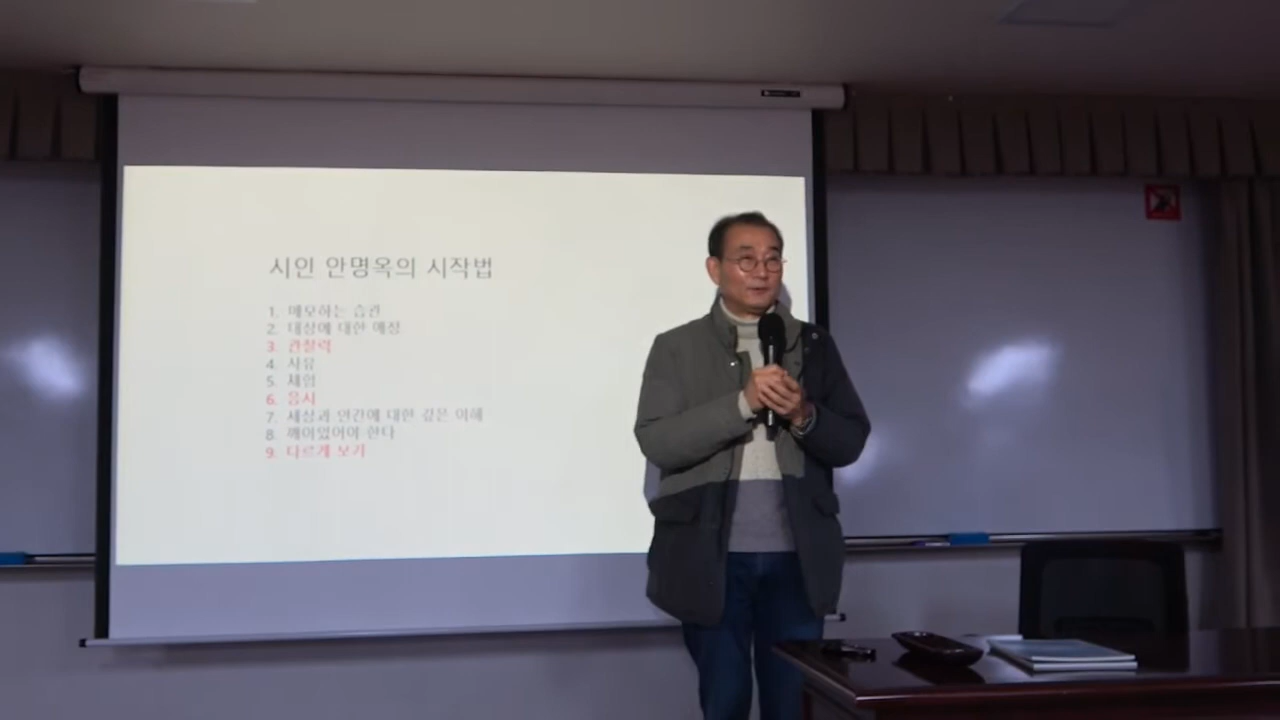 시인 안명옥의 시작법
1. 메모하는 습관
2. 대상에 대한 애정
3. 관찰력
4. 사유
5. 체험
6. 응시
7. 세상과 인간에 대한 깊은 이해
8. 깨어있어야 한다
9. 다르게 보기